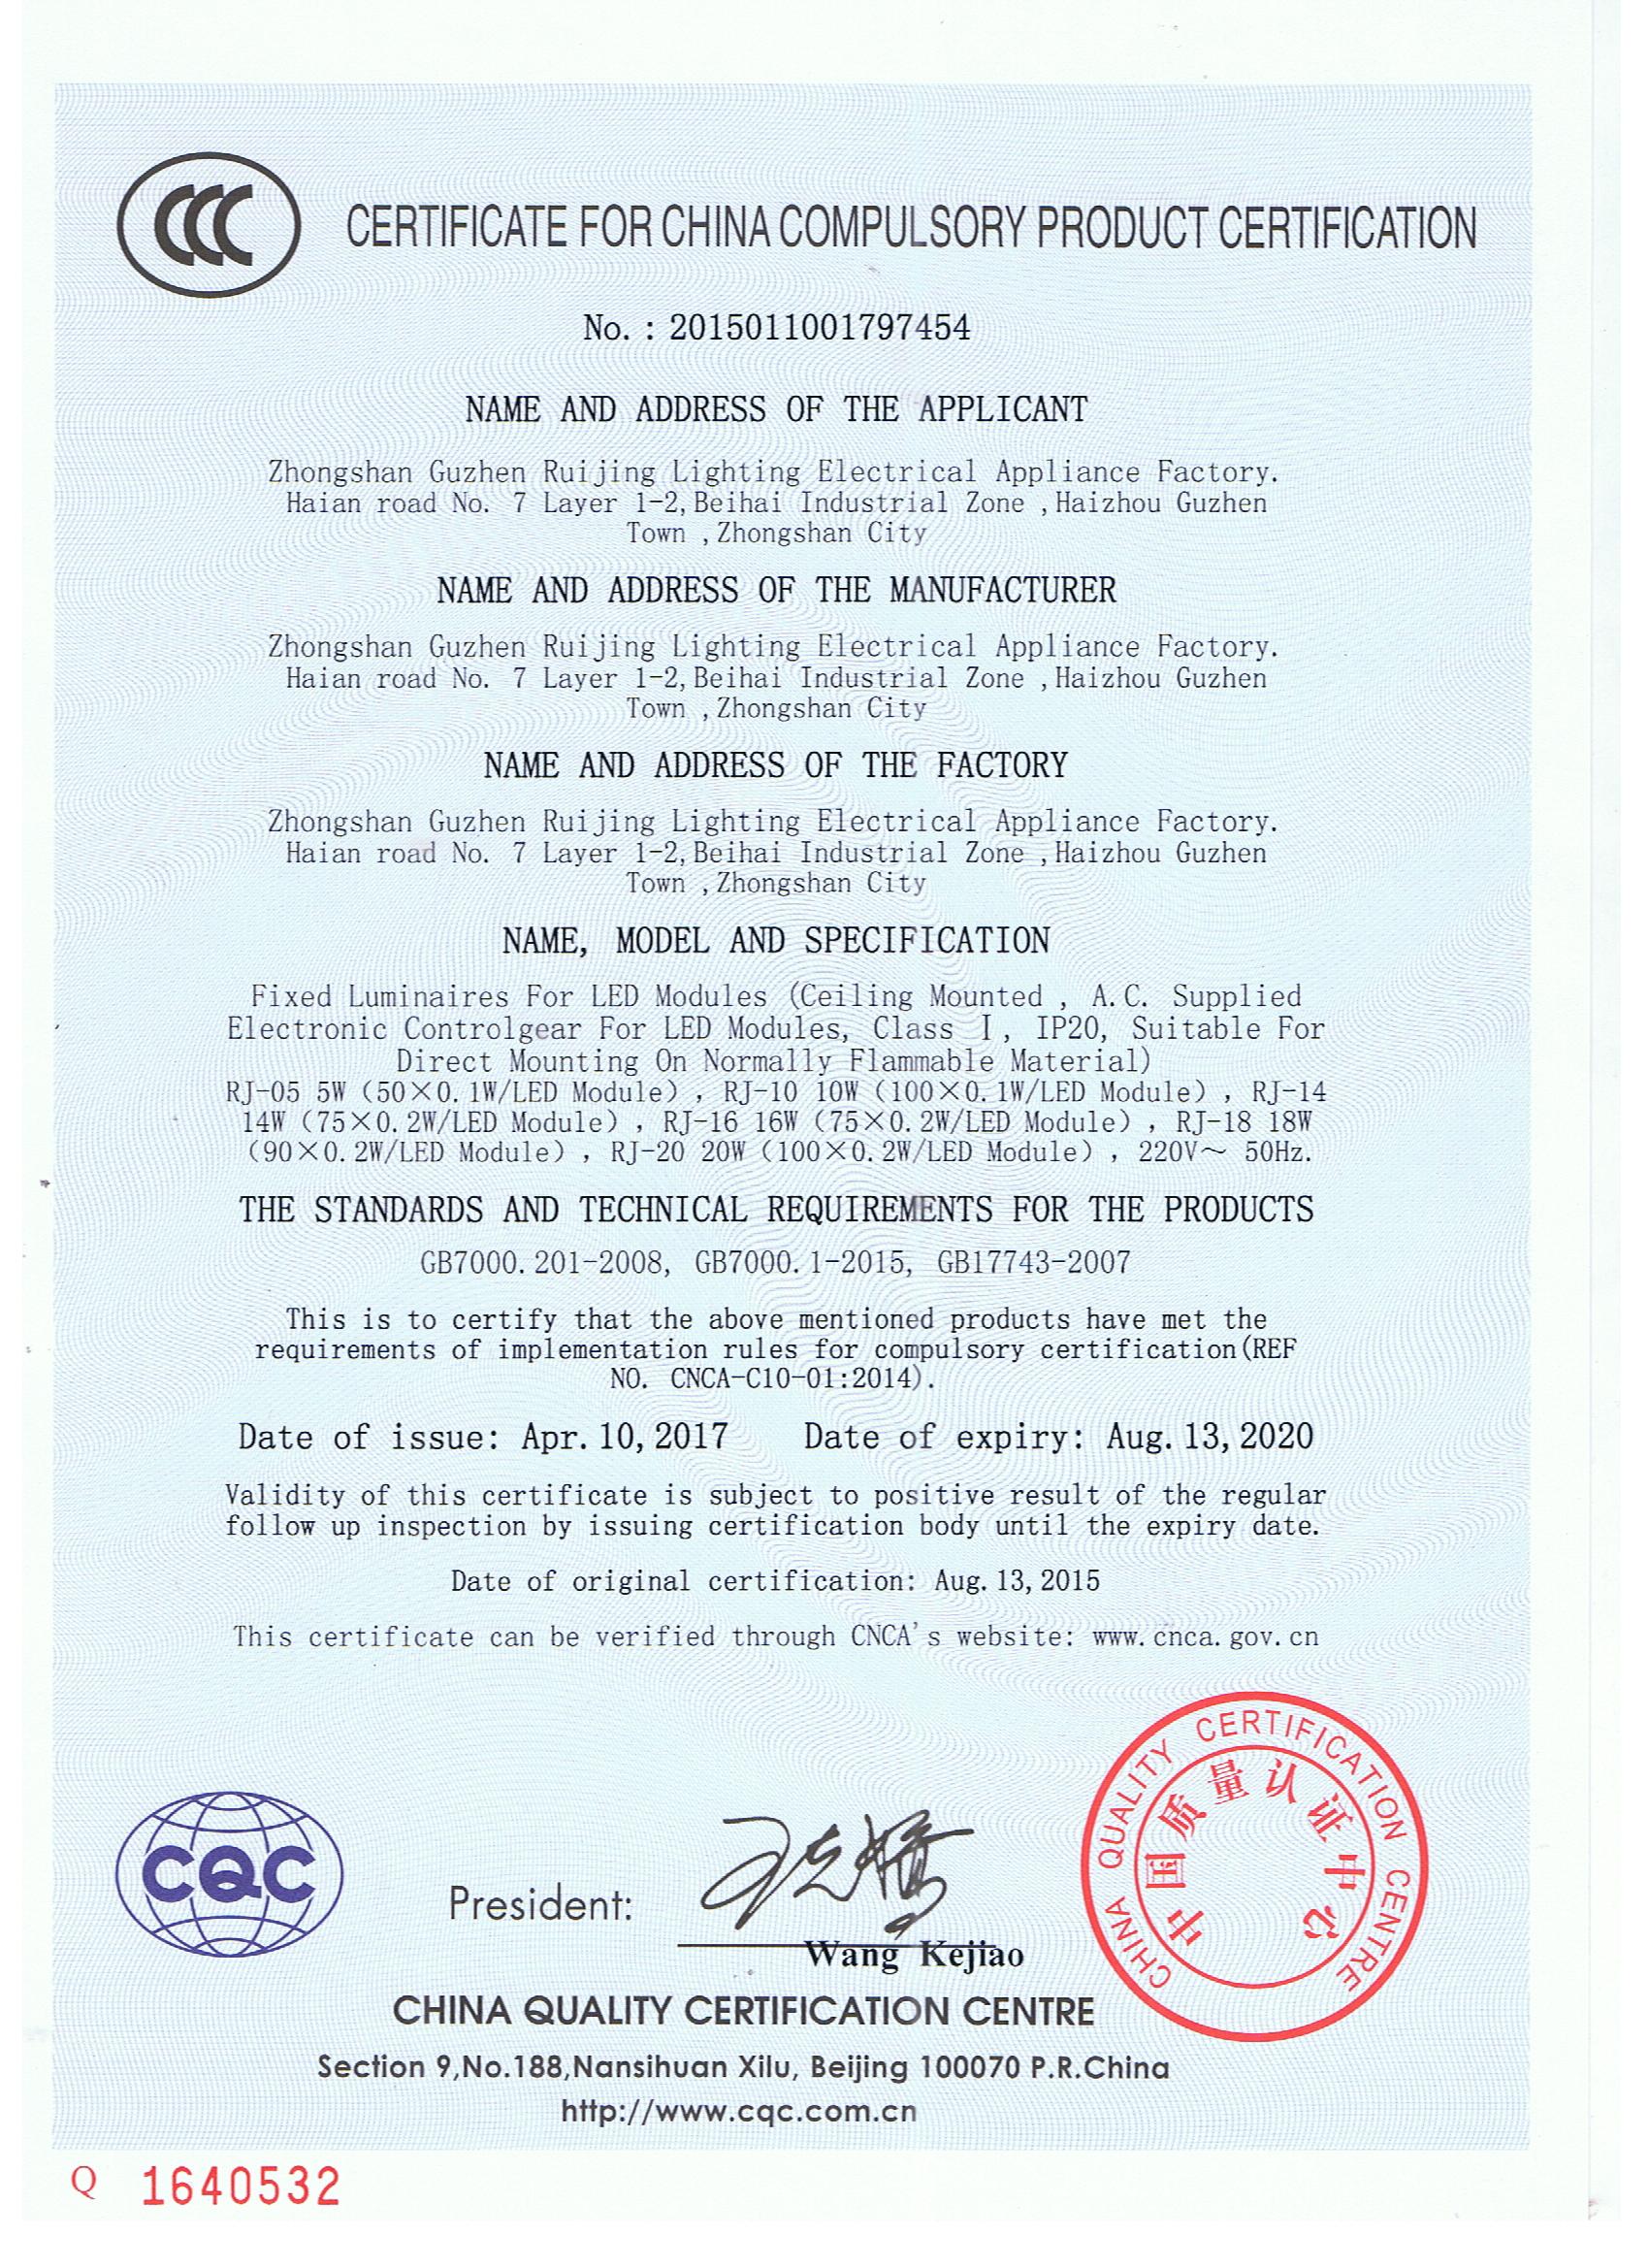 CCC
CERTIFICATE FOR CHINA COMPULSORY PRODUCT CERTIFICATION
No. : 2015011001797454
NAME AND ADDRESS OF THE APPLICANT
Zhongshan Guzhen Ruijing Lighting Electrical Appliance Factory.
Haian road No. 7 Layer 1-2, Beihai Industrial Zone , Haizhou Guzhen
Town , Zhongshan City
NAME AND ADDRESS OF THE MANUFACTURER
Zhongshan Guzhen Ruijing Lighting Electrical Appliance Factory.
Haian road No. 7 Layer 1-2, Beihai Industrial Zone , Haizhou Guzhen
Town , Zhongshan City
NAME AND ADDRESS OF THE FACTORY
Zhongshan Guzhen Ruijing Lighting Electrical Appliance Factory.
Haian road No. 7 Layer 1-2, Beihai Industrial Zone , Haizhou Guzhen
Town , Zhongshan City
NAME, MODEL AND SPECIFICATION
Fixed Luminaires For LED Modules (Ceiling Mounted , A.C. Supplied
Electronic Controlgear For LED Modules, Class Ⅰ, IP20, Suitable For
Direct Mounting On Normally Flammable Material)
RJ-05 5W (50×0.1W/LED Module) , RJ-10 10W (100×0.1W/LED Module) , RJ-14
14W (75×0.2W/LED Module) , RJ-16 16W (75×0.2W/LED Module) , RJ-18 18W
(90×0.2W/LED Module) , RJ-20 20W (100×0.2W/LED Module) , 220V～ 50Hz.
THE STANDARDS AND TECHNICAL REQUIREMENTS FOR THE PRODUCTS
GB7000.201-2008, GB7000.1-2015, GB17743-2007
This is to certify that the above mentioned products have met the
requirements of implementation rules for compulsory certification(REF
NO. CNCA-C10-01:2014).
Date of issue: Apr. 10, 2017 Date of expiry: Aug. 13, 2020
Validity of this certificate is subject to positive result of the regular
follow up inspection by issuing certification body until the expiry date.
Date of original certification: Aug. 13, 2015
This certificate can be verified through CNCA's website: www.cnca.gov.cn
CHINA QUALITY CERTIFICATION CENTRE
中国质量认证中心
CQC
President: 王克娇
Wang Kejiao
CHINA QUALITY CERTIFICATION CENTRE
Section 9,No.188,Nansihuan Xilu, Beijing 100070 P.R.China
http://www.cqc.com.cn
Q 1640532